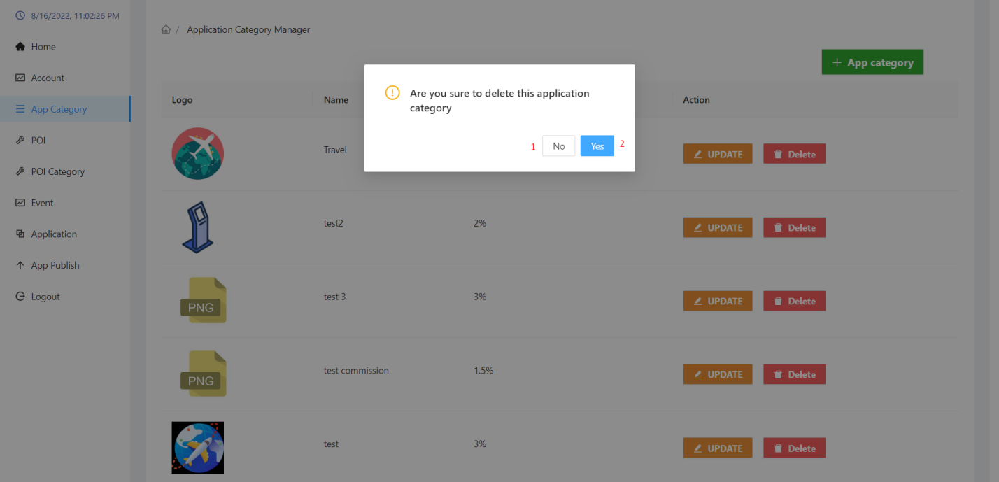 8/16/2022, 11:02:26 PM
Home
Account
App Category
POI
POI Category
Event
Application
App Publish
Logout
/ Application Category Manager
+ App category
Logo
Name
Action
Are you sure to delete this application
category
1
No
Yes
2
Travel
UPDATE
Delete
test2
2%
UPDATE
Delete
PNG
test 3
3%
UPDATE
Delete
PNG
test commission
1.5%
UPDATE
Delete
test
3%
UPDATE
Delete